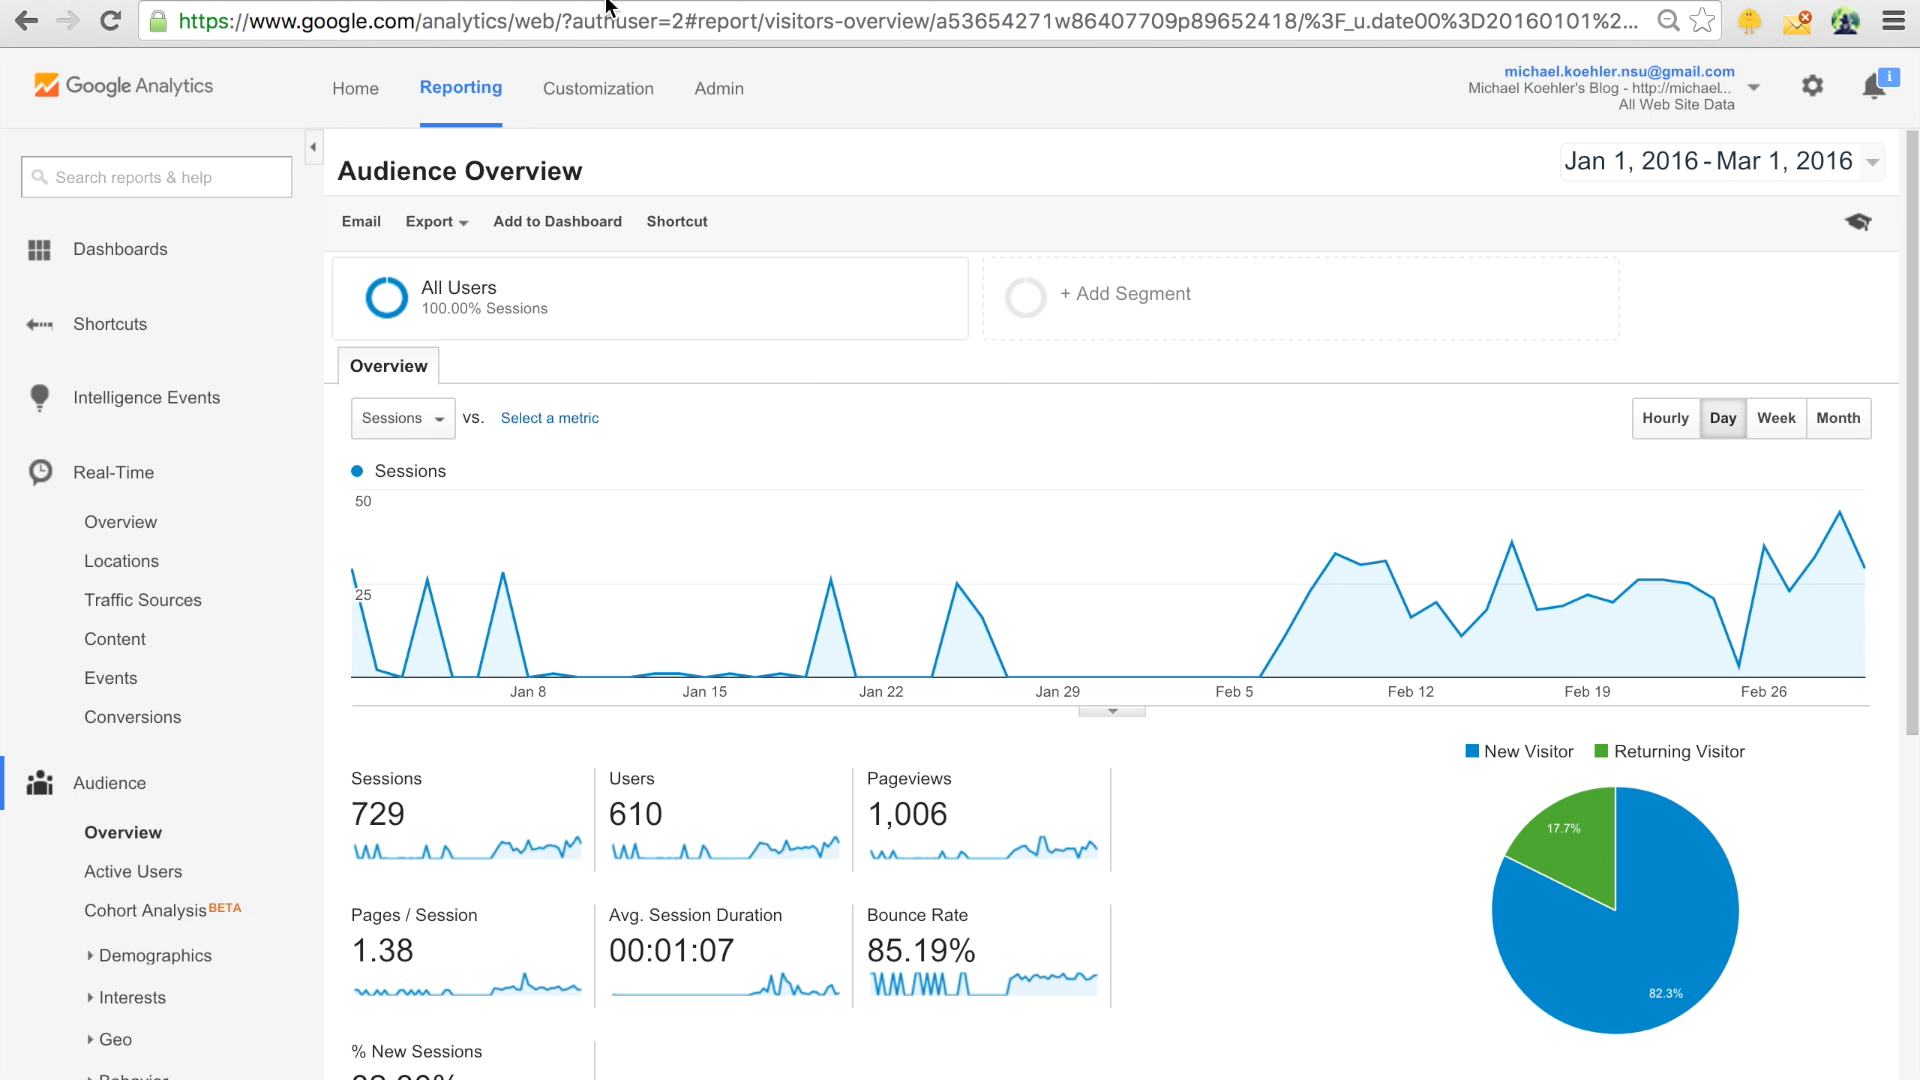 https://www.google.com/analytics/web/?authuser=2#report/visitors-overview/a53654271w86407709p89652418/%3F_u.date00%3D20160101%2...
Google Analytics
Home
Reporting
Customization
Admin
michael.koehler.nsu@gmail.com
Michael Koehler's Blog - http://michael...
All Web Site Data
i
Search reports & help
Dashboards
Shortcuts
Intelligence Events
Real-Time
Overview
Locations
Traffic Sources
Content
Events
Conversions
Audience
Overview
Active Users
Cohort Analysis BETA
Demographics
Interests
Geo
Audience Overview
Jan 1, 2016 - Mar 1, 2016
Email
Export
Add to Dashboard
Shortcut
All Users
100.00% Sessions
+ Add Segment
Overview
Sessions
vs.
Select a metric
Hourly
Day
Week
Month
Sessions
50
25
Jan 8
Jan 15
Jan 22
Jan 29
Feb 5
Feb 12
Feb 19
Feb 26
New Visitor
Returning Visitor
Sessions
729
Users
610
Pageviews
1,006
Pages / Session
1.38
Avg. Session Duration
00:01:07
Bounce Rate
85.19%
% New Sessions
17.7%
82.3%